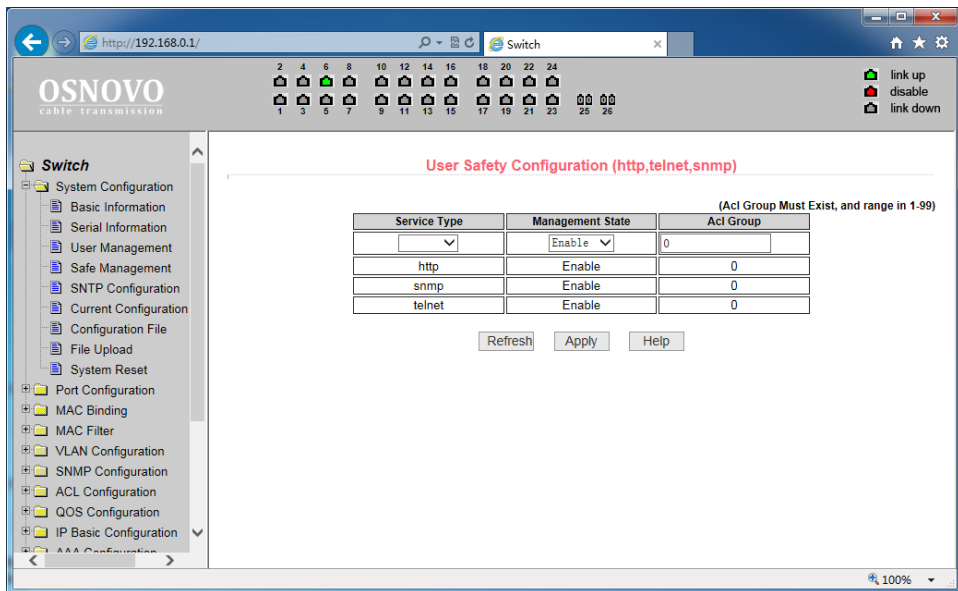 http://192.168.0.1/
Switch
OSNOVO
cable transmission
2 4 6 8 10 12 14 16 18 20 22 24
1 3 5 7 9 11 13 15 17 19 21 23 25 26
link up
disable
link down
Switch
System Configuration
Basic Information
Serial Information
User Management
Safe Management
SNTP Configuration
Current Configuration
Configuration File
File Upload
System Reset
Port Configuration
MAC Binding
MAC Filter
VLAN Configuration
SNMP Configuration
ACL Configuration
QOS Configuration
IP Basic Configuration
AAA Configuration
User Safety Configuration (http,telnet,snmp)
(Acl Group Must Exist, and range in 1-99)
Service Type Management State Acl Group
Enable 0
http Enable 0
snmp Enable 0
telnet Enable 0
Refresh Apply Help
100%